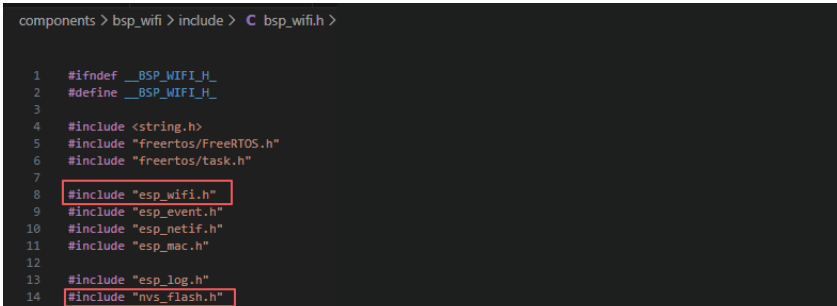 components > bsp_wifi > include > C bsp_wifi.h >
1 #ifndef __BSP_WIFI_H_
2 #define __BSP_WIFI_H_
3
4 #include <string.h>
5 #include "freertos/FreeRTOS.h"
6 #include "freertos/task.h"
7
8 #include "esp_wifi.h"
9 #include "esp_event.h"
10 #include "esp_netif.h"
11 #include "esp_mac.h"
12
13 #include "esp_log.h"
14 #include "nvs_flash.h"